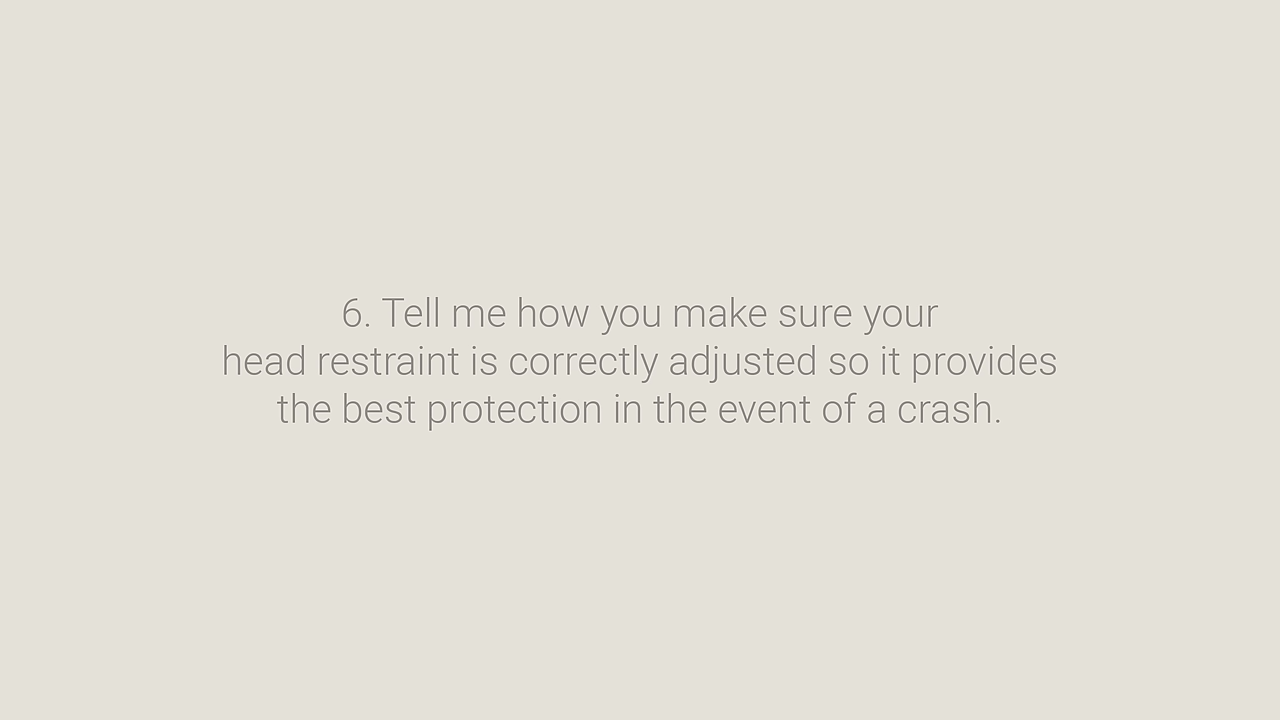 6. Tell me how you make sure your
head restraint is correctly adjusted so it provides
the best protection in the event of a crash.